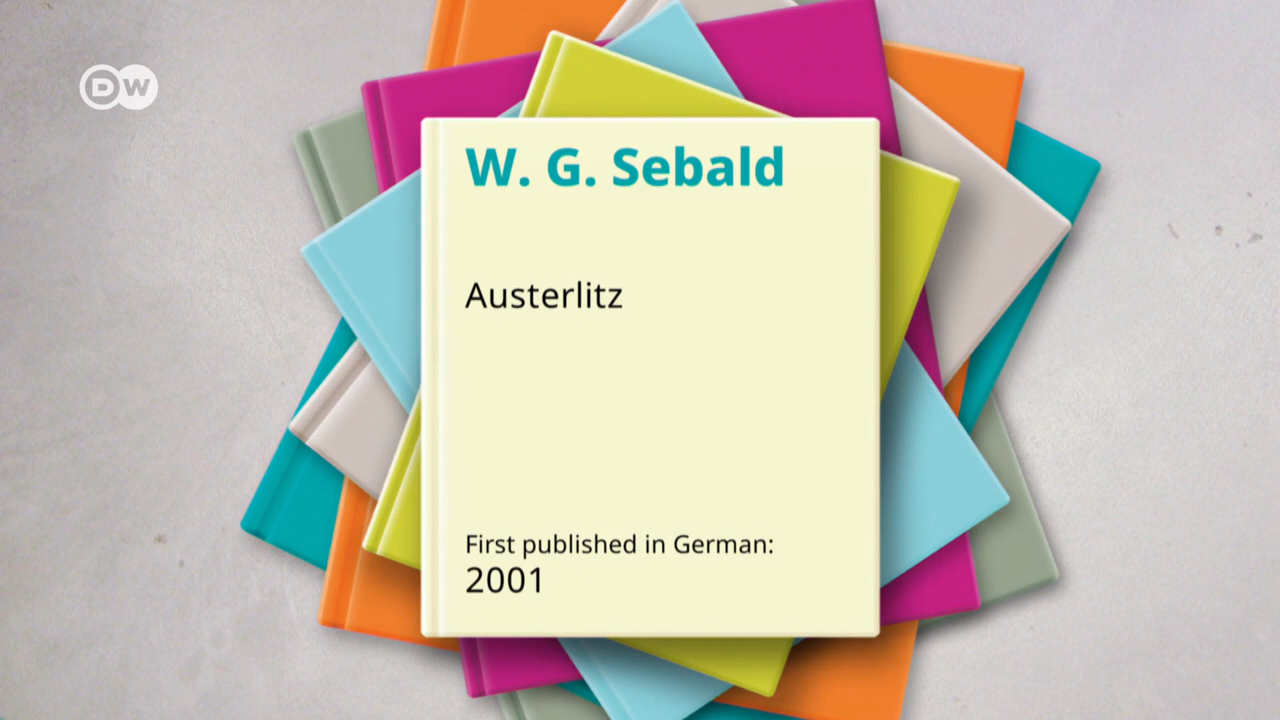 DW
W. G. Sebald
Austerlitz
First published in German:
2001